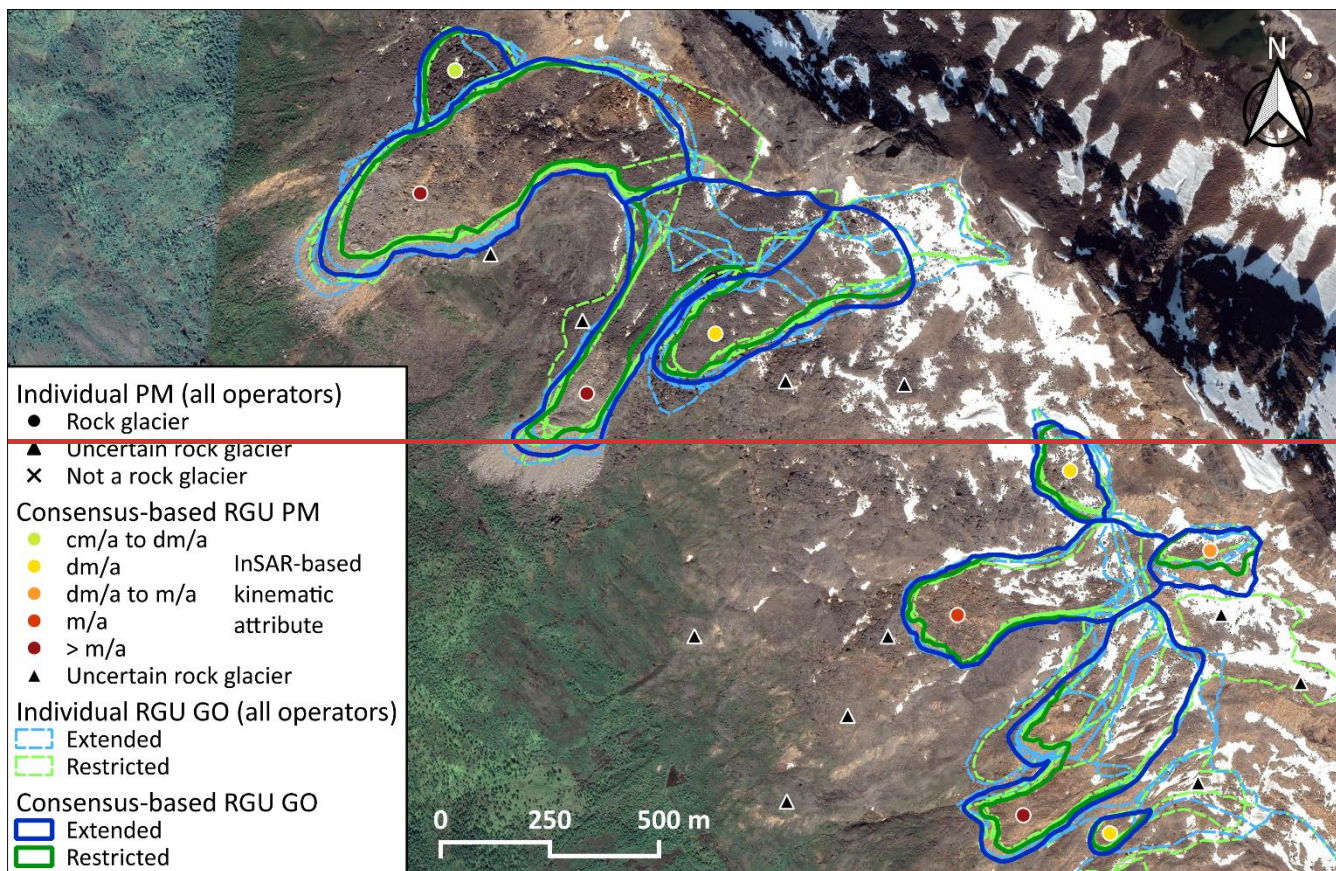 N
Individual PM (all operators)
Rock glacier
Uncertain rock glacier
Not a rock glacier
Consensus-based RGU PM
cm/a to dm/a
dm/a
dm/a to m/a
m/a
> m/a
InSAR-based
kinematic
attribute
Uncertain rock glacier
Individual RGU GO (all operators)
Extended
Restricted
Consensus-based RGU GO
Extended
Restricted
0 250 500 m